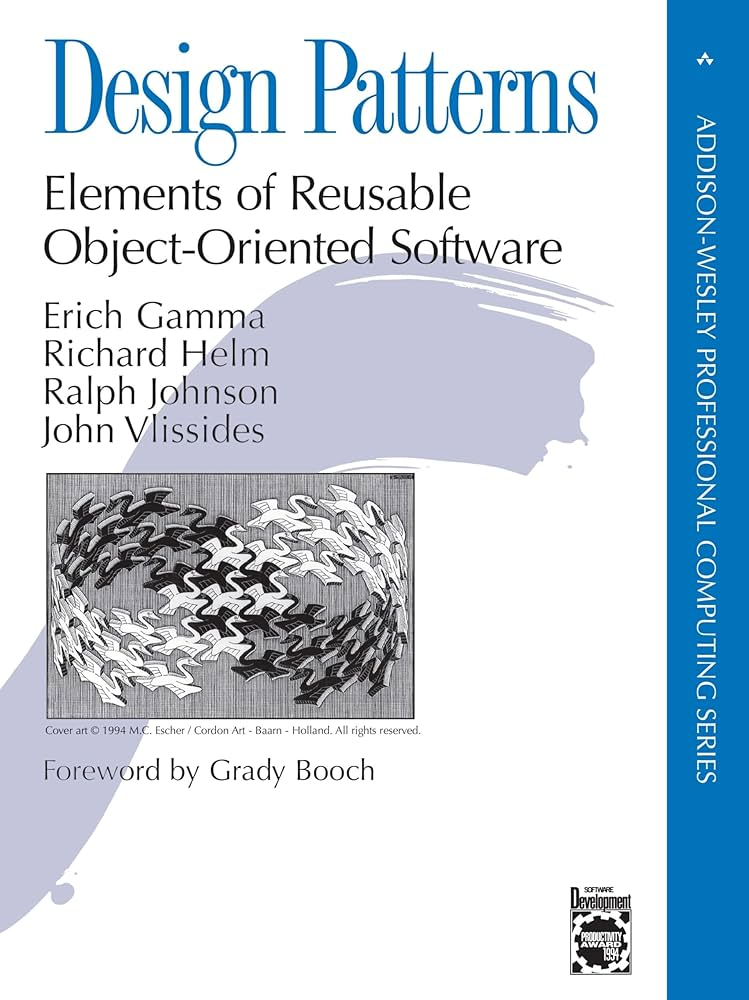 Design Patterns
Elements of Reusable
Object-Oriented Software
Erich Gamma
Richard Helm
Ralph Johnson
John Vlissides
Cover art © 1994 M.C. Escher / Cordon Art - Baarn - Holland. All rights reserved.
Foreword by Grady Booch
ADDISON-WESLEY PROFESSIONAL COMPUTING SERIES
SOFTWARE
Development
PRODUCTIVITY
AWARD
1994